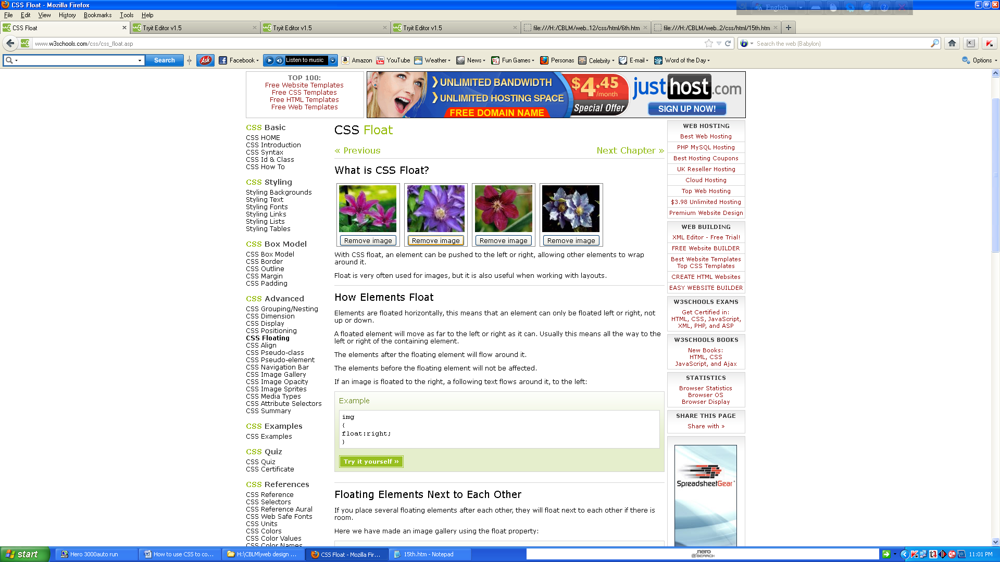 CSS Float - Mozilla Firefox
English
File Edit View History Bookmarks Tools Help
CSS Float
Tryit Editor v1.5
Tryit Editor v1.5
Tryit Editor v1.5
file:///H:/CBLM/web...12/css/html/6th.htm
file:///H:/CBLM/web...2/css/html/15th.htm
www.w3schools.com/css/css_float.asp
Search the web (Babylon)
Search
Ask
Facebook
Listen to music
Amazon
YouTube
Weather
News
Fun Games
Personas
Celebrity
E-mail
Word of the Day
Options
TOP 100:
Free Website Templates
Free CSS Templates
Free HTML Templates
Free Web Templates
UNLIMITED BANDWIDTH
UNLIMITED HOSTING SPACE
FREE DOMAIN NAME
$4.45
/month
Special Offer
justhost.com
SIGN UP NOW!
CSS Basic
CSS HOME
CSS Introduction
CSS Syntax
CSS Id & Class
CSS How To
CSS Styling
Styling Backgrounds
Styling Text
Styling Fonts
Styling Links
Styling Lists
Styling Tables
CSS Box Model
CSS Box Model
CSS Border
CSS Outline
CSS Margin
CSS Padding
CSS Advanced
CSS Grouping/Nesting
CSS Dimension
CSS Display
CSS Positioning
CSS Floating
CSS Align
CSS Pseudo-class
CSS Pseudo-element
CSS Navigation Bar
CSS Image Gallery
CSS Image Opacity
CSS Image Sprites
CSS Media Types
CSS Attribute Selectors
CSS Summary
CSS Examples
CSS Examples
CSS Quiz
CSS Quiz
CSS Certificate
CSS References
CSS Reference
CSS Selectors
CSS Reference Aural
CSS Web Safe Fonts
CSS Units
CSS Colors
CSS Color Values
CSS Color Names
CSS Float
« Previous
Next Chapter »
What is CSS Float?
Remove image
Remove image
Remove image
Remove image
With CSS float, an element can be pushed to the left or right, allowing other elements to wrap
around it.
Float is very often used for images, but it is also useful when working with layouts.
How Elements Float
Elements are floated horizontally, this means that an element can only be floated left or right, not
up or down.
A floated element will move as far to the left or right as it can. Usually this means all the way to the
left or right of the containing element.
The elements after the floating element will flow around it.
The elements before the floating element will not be affected.
If an image is floated to the right, a following text flows around it, to the left:
Example
img
{
float:right;
}
Try it yourself »
Floating Elements Next to Each Other
If you place several floating elements after each other, they will float next to each other if there is
room.
Here we have made an image gallery using the float property:
WEB HOSTING
Best Web Hosting
PHP MySQL Hosting
Best Hosting Coupons
UK Reseller Hosting
Cloud Hosting
Top Web Hosting
$3.98 Unlimited Hosting
Premium Website Design
WEB BUILDING
XML Editor - Free Trial!
FREE Website BUILDER
Best Website Templates
Top CSS Templates
CREATE HTML Websites
EASY WEBSITE BUILDER
W3SCHOOLS EXAMS
Get Certified in:
HTML, CSS, JavaScript,
XML, PHP, and ASP
W3SCHOOLS BOOKS
New Books:
HTML, CSS
JavaScript, and Ajax
STATISTICS
Browser Statistics
Browser OS
Browser Display
SHARE THIS PAGE
Share with »
SpreadsheetGear
start
Hero 3000auto run
How to use CSS to co...
H:\CBLM\web design ...
CSS Float - Mozilla Fir...
15th.htm - Notepad
nero
SEARCH
11:01 PM